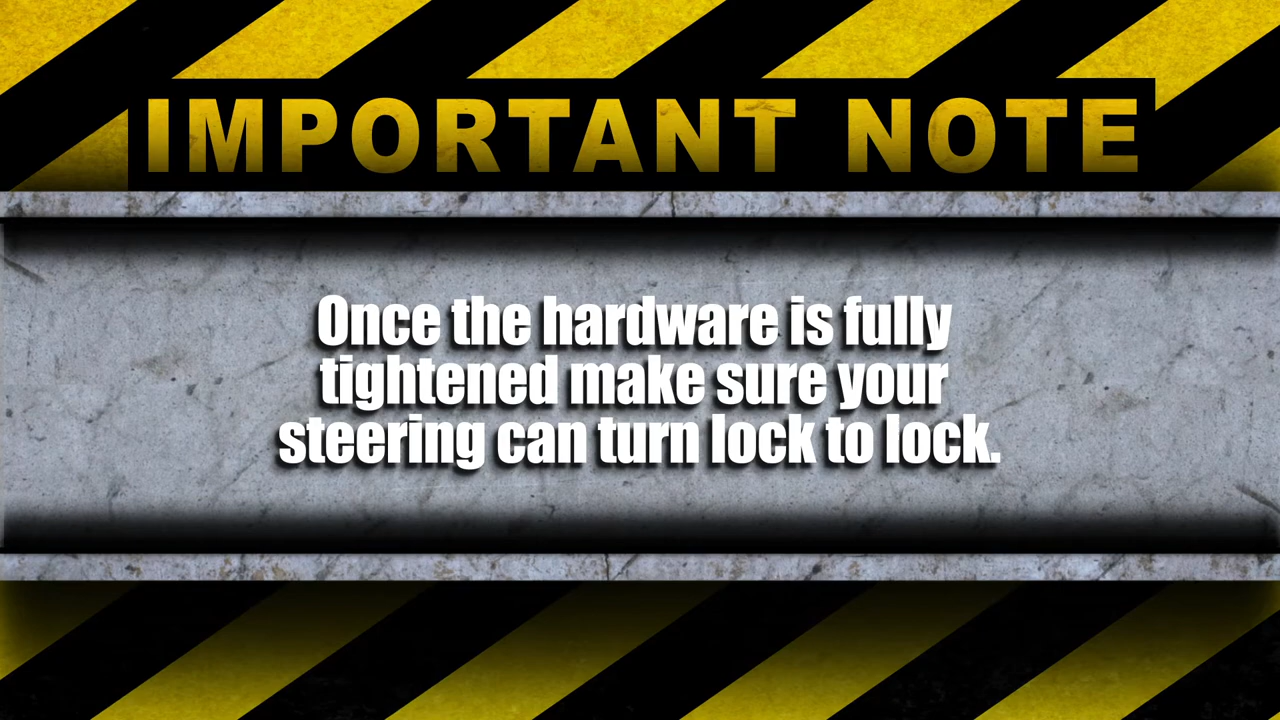 IMPORTANT NOTE
Once the hardware is fully
tightened make sure your
steering can turn lock to lock.